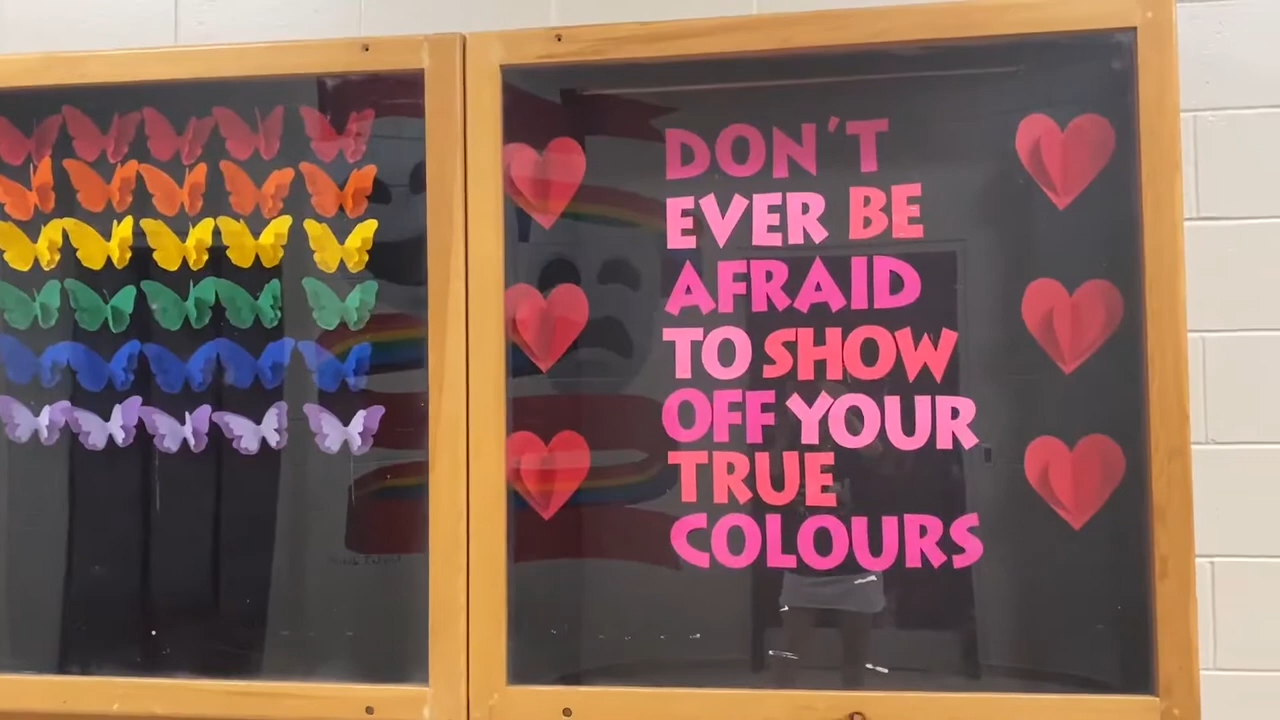 DON'T
EVER BE
AFRAID
TO SHOW
OFF YOUR
TRUE
COLOURS